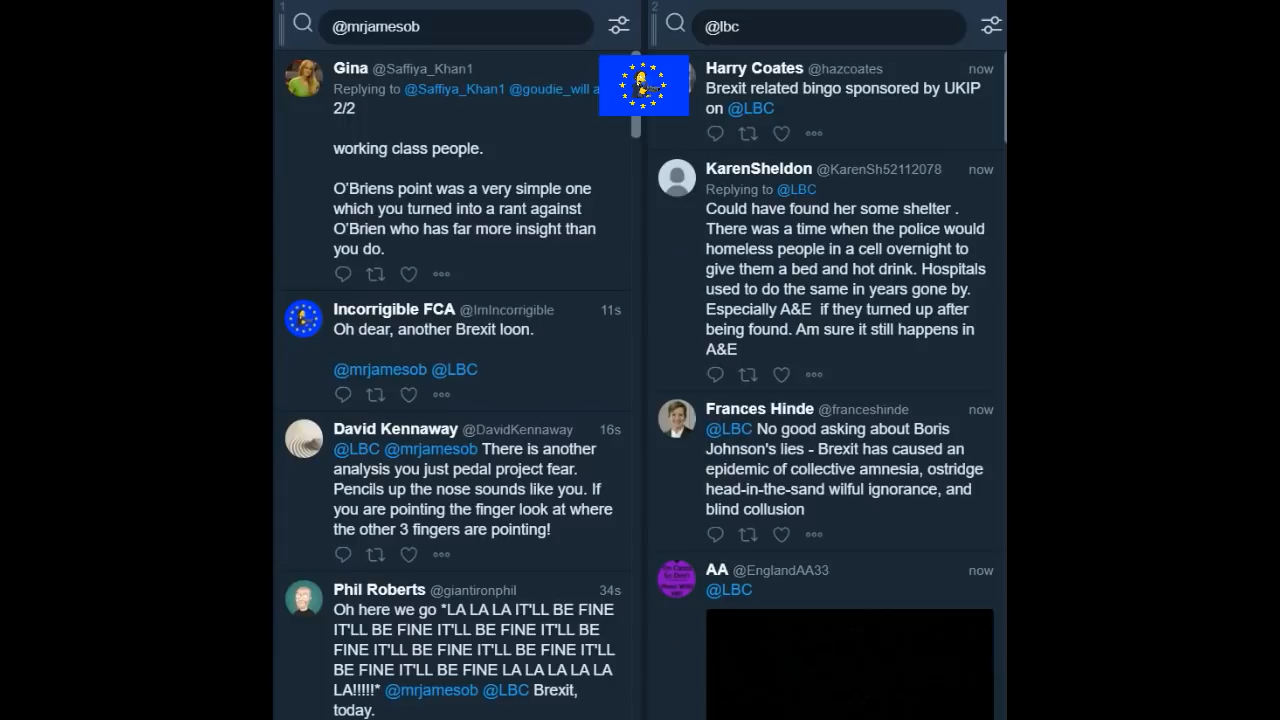 1
@mrjamesob
Gina @Saffiya_Khan1
Replying to @Saffiya_Khan1 @goudie_will a
2/2
working class people.
O'Briens point was a very simple one
which you turned into a rant against
O'Brien who has far more insight than
you do.
Incorrigible FCA @ImIncorrigible 11s
Oh dear, another Brexit loon.
@mrjamesob @LBC
David Kennaway @DavidKennaway 16s
@LBC @mrjamesob There is another
analysis you just pedal project fear.
Pencils up the nose sounds like you. If
you are pointing the finger look at where
the other 3 fingers are pointing!
Phil Roberts @giantironphil 34s
Oh here we go *LA LA LA IT'LL BE FINE
IT'LL BE FINE IT'LL BE FINE IT'LL BE
FINE IT'LL BE FINE IT'LL BE FINE IT'LL
BE FINE IT'LL BE FINE LA LA LA LA LA
LA!!!!!* @mrjamesob @LBC Brexit,
today.
2
@lbc
Harry Coates @hazcoates now
Brexit related bingo sponsored by UKIP
on @LBC
KarenSheldon @KarenSh52112078 now
Replying to @LBC
Could have found her some shelter .
There was a time when the police would
homeless people in a cell overnight to
give them a bed and hot drink. Hospitals
used to do the same in years gone by.
Especially A&E if they turned up after
being found. Am sure it still happens in
A&E
Frances Hinde @franceshinde now
@LBC No good asking about Boris
Johnson's lies - Brexit has caused an
epidemic of collective amnesia, ostridge
head-in-the-sand wilful ignorance, and
blind collusion
AA @EnglandAA33 now
@LBC